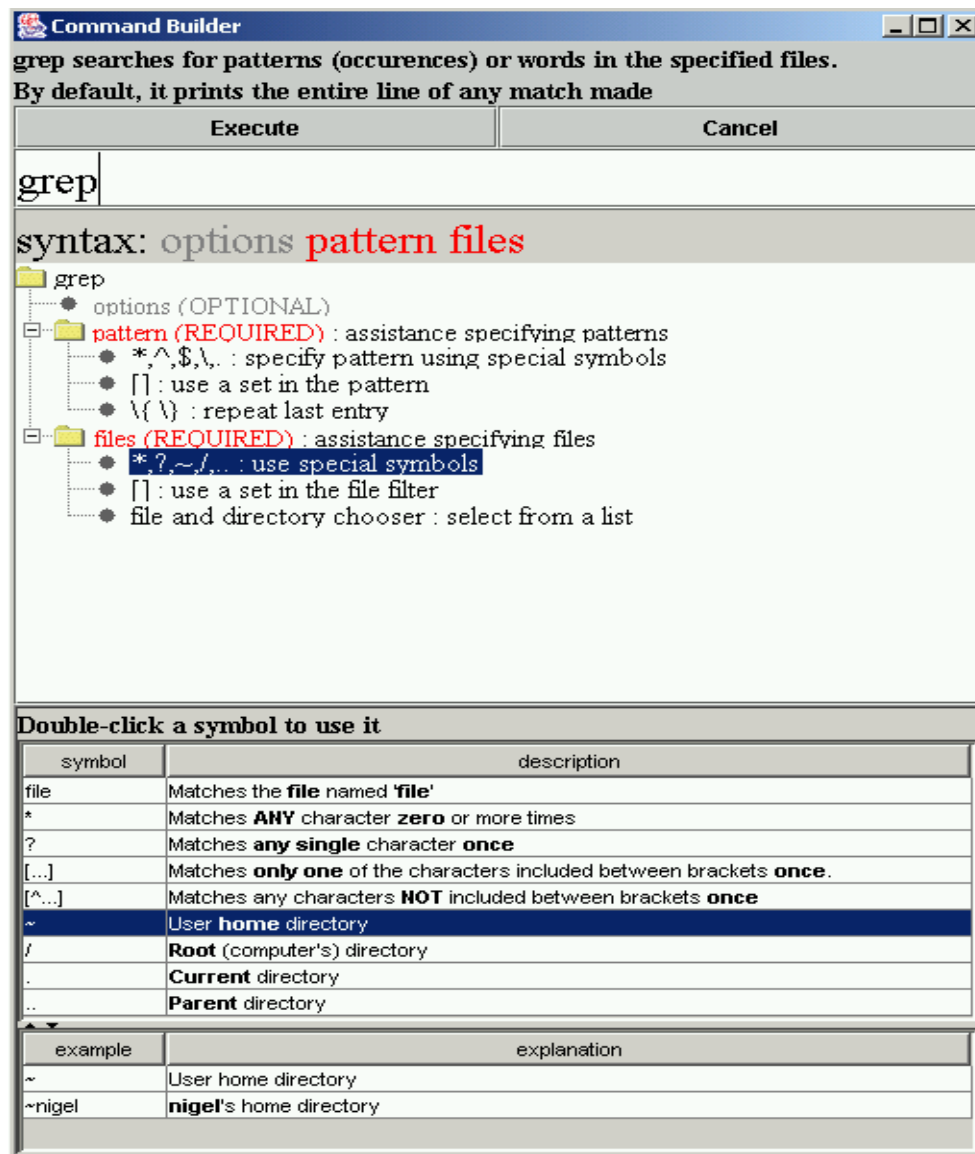 Command Builder
grep searches for patterns (occurences) or words in the specified files.
By default, it prints the entire line of any match made
Execute Cancel
grep
syntax: options pattern files
grep
options (OPTIONAL)
pattern (REQUIRED) : assistance specifying patterns
*,^,$,\,. : specify pattern using special symbols
[] : use a set in the pattern
\{ \} : repeat last entry
files (REQUIRED) : assistance specifying files
*,?,~,/,.. : use special symbols
[] : use a set in the file filter
file and directory chooser : select from a list
Double-click a symbol to use it
symbol description
file Matches the file named 'file'
* Matches ANY character zero or more times
? Matches any single character once
[...] Matches only one of the characters included between brackets once.
[^...] Matches any characters NOT included between brackets once
~ User home directory
/ Root (computer's) directory
. Current directory
.. Parent directory
example explanation
~ User home directory
~nigel nigel's home directory